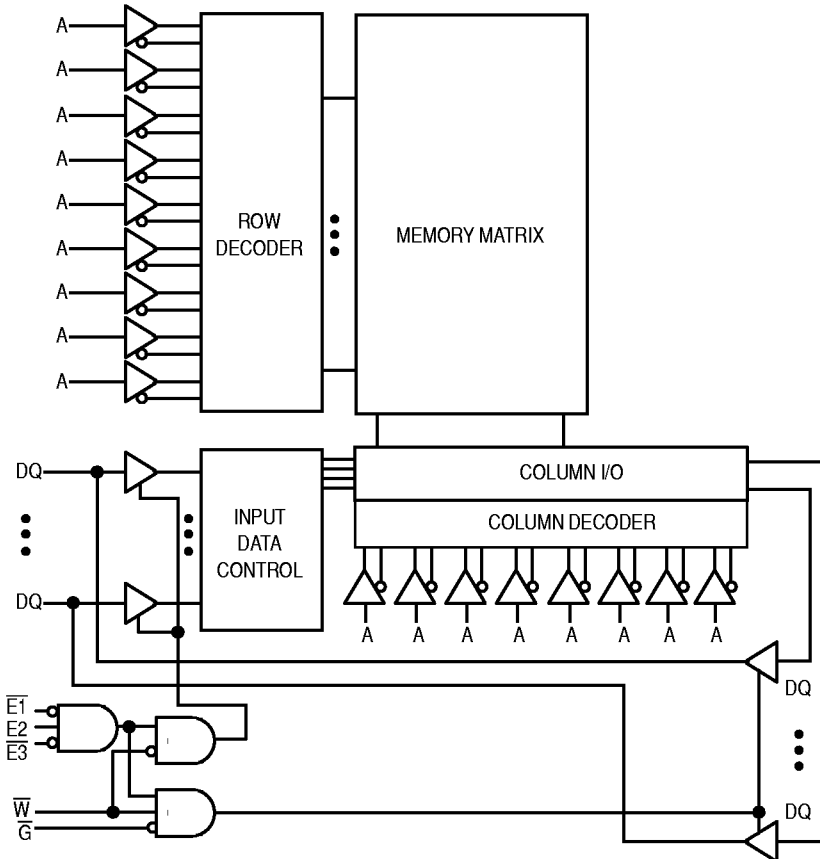 A
A
A
A
A
A
A
A
A
ROW
DECODER
MEMORY MATRIX
DQ
DQ
INPUT
DATA
CONTROL
COLUMN I/O
COLUMN DECODER
A A A A A A A A
DQ
DQ
E1
E2
E3
W
G